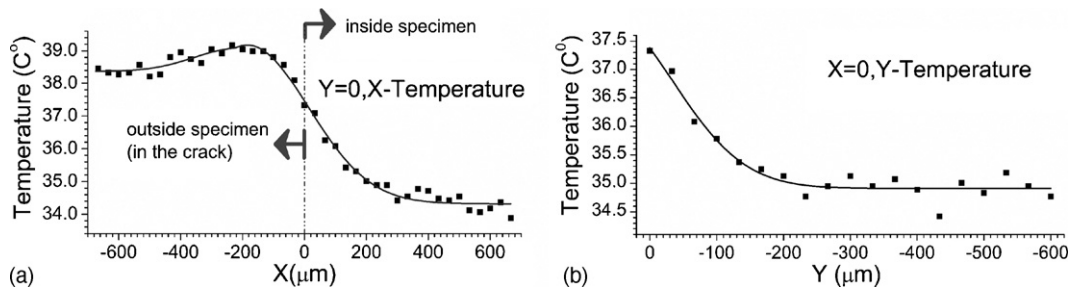 Temperature (C°)
39.0
38.0
37.0
36.0
35.0
34.0
inside specimen
Y=0,X-Temperature
outside specimen
(in the crack)
-600 -400 -200 0 200 400 600
(a)
X(μm)
Temperature (C⁰)
37.5
37.0
36.5
36.0
35.5
35.0
34.5
X=0,Y-Temperature
0 -100 -200 -300 -400 -500 -600
(b)
Y (μm)